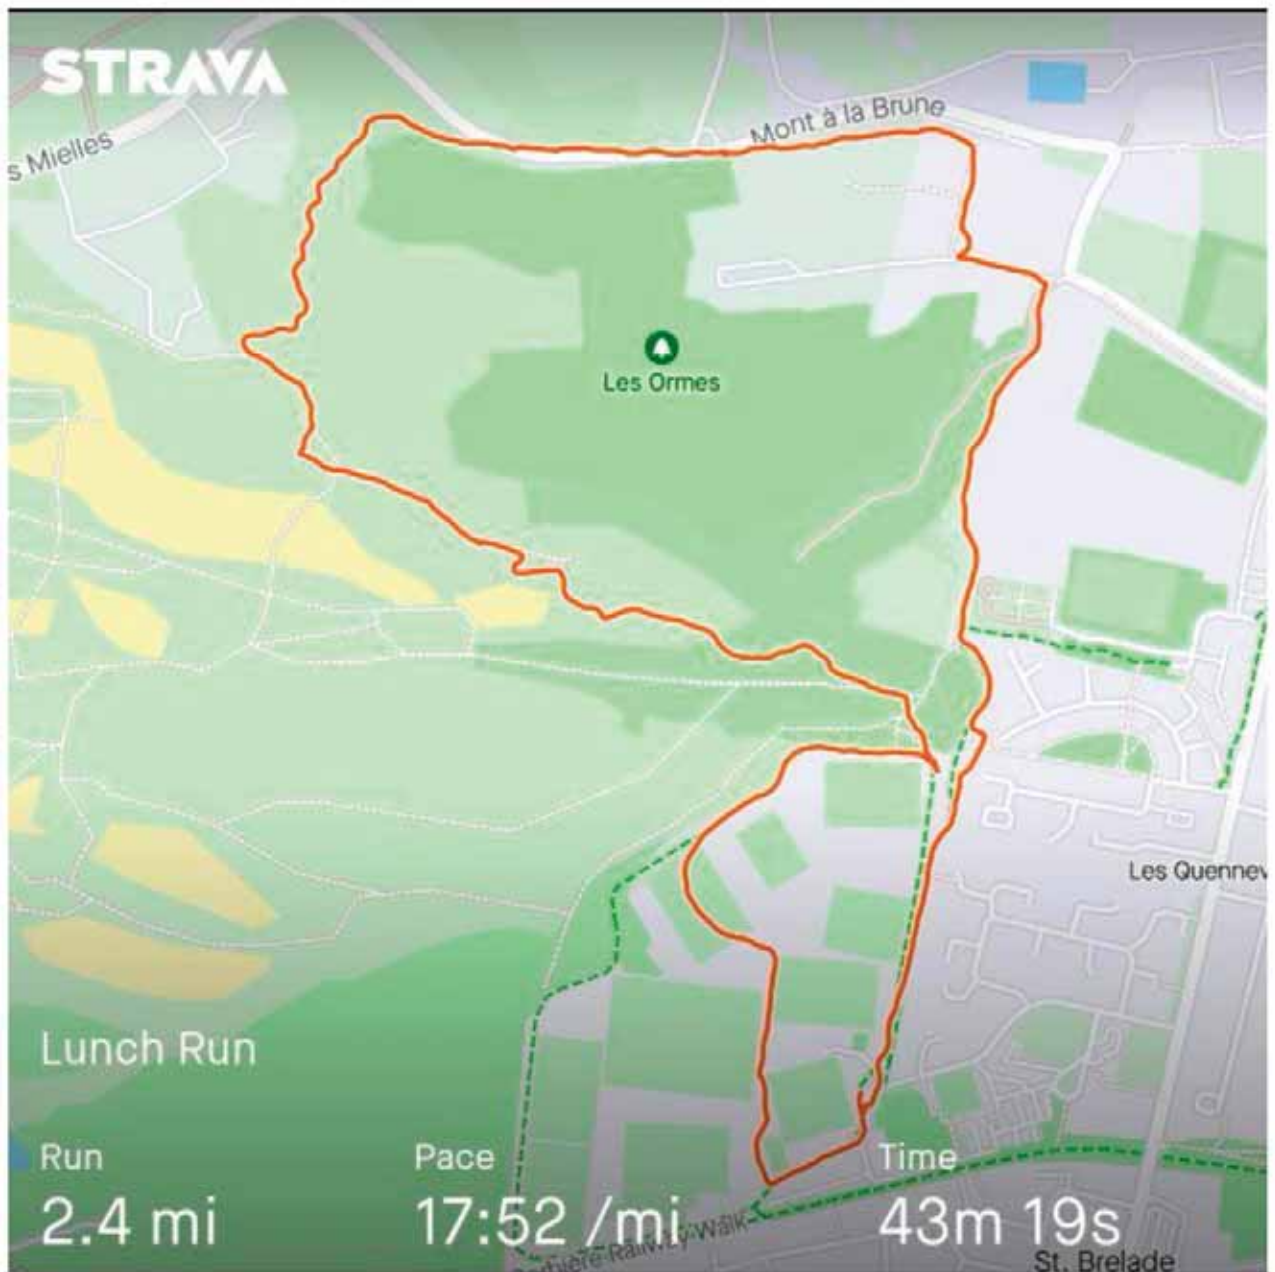 STRAVA
Mont à la Brune
s Mielles
Les Ormes
Les Quennev
Lunch Run
Run
2.4 mi
Pace
17:52 /mi
Time
43m 19s
orbière Railway Walk
St. Brelade